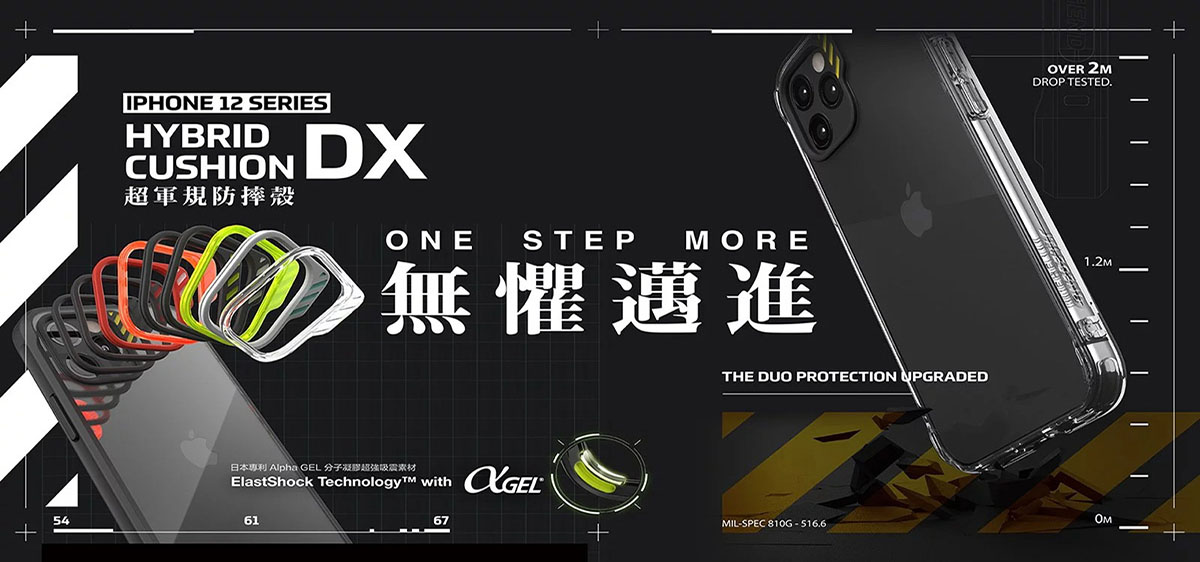 IPHONE 12 SERIES
HYBRID
CUSHION DX
超軍規防摔殼
ONE STEP MORE
無懼邁進
OVER 2M
DROP TESTED.
1.2M
THE DUO PROTECTION UPGRADED
日本專利 Alpha GEL 分子凝膠超強吸震素材
ElastShock Technology™ with αGEL®
54 61 67
MIL-SPEC 810G - 516.6
0M